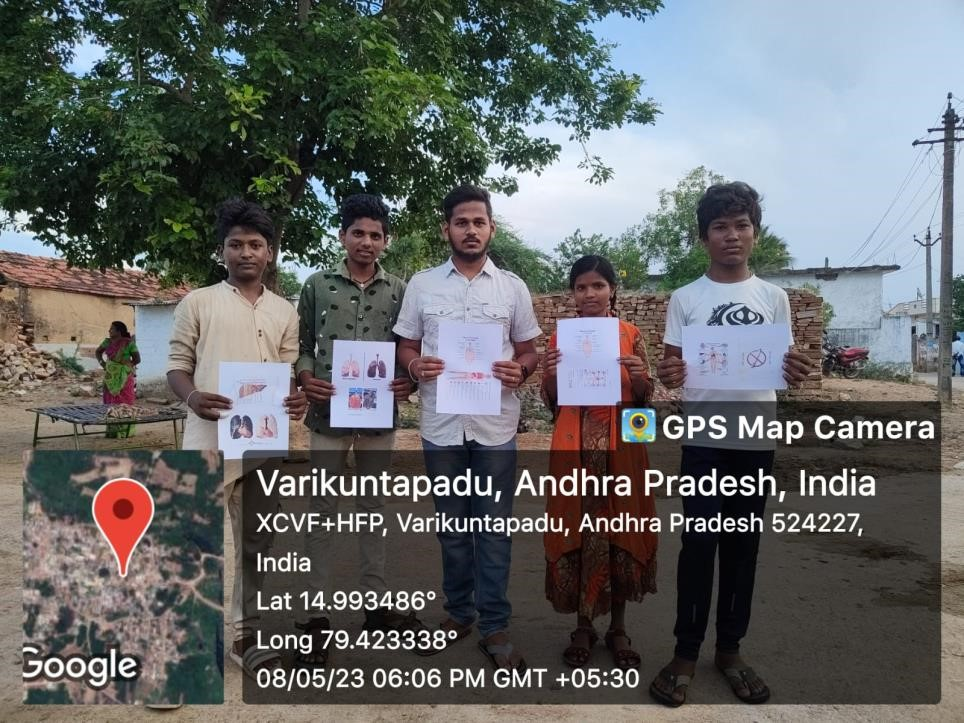 GPS Map Camera
Varikuntapadu, Andhra Pradesh, India
XCVF+HFP, Varikuntapadu, Andhra Pradesh 524227,
India
Lat 14.993486°
Long 79.423338°
08/05/23 06:06 PM GMT +05:30
Google